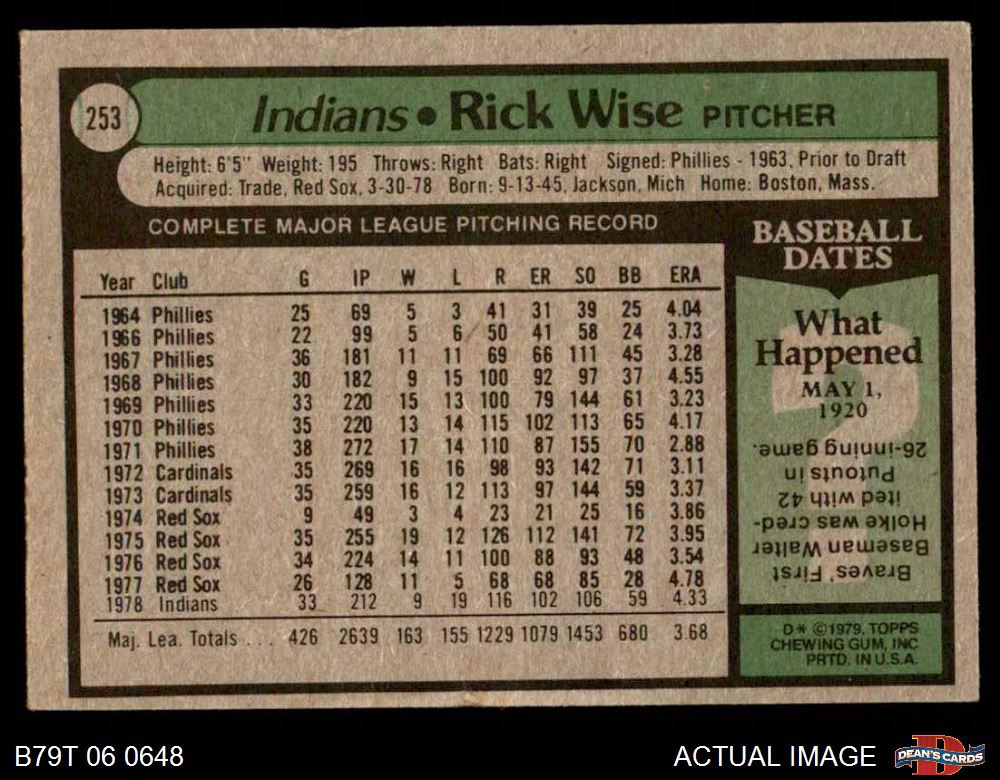 253
Indians • Rick Wise PITCHER
Height: 6'5" Weight: 195 Throws: Right Bats: Right Signed: Phillies - 1963, Prior to Draft
Acquired: Trade, Red Sox, 3-30-78 Born: 9-13-45, Jackson, Mich Home: Boston, Mass.
COMPLETE MAJOR LEAGUE PITCHING RECORD
Year Club G IP W L R ER SO BB ERA
1964 Phillies 25 69 5 3 41 31 39 25 4.04
1966 Phillies 22 99 5 6 50 41 58 24 3.73
1967 Phillies 36 181 11 11 69 66 111 45 3.28
1968 Phillies 30 182 9 15 100 92 97 37 4.55
1969 Phillies 33 220 15 13 100 79 144 61 3.23
1970 Phillies 35 220 13 14 115 102 113 65 4.17
1971 Phillies 38 272 17 14 110 87 155 70 2.88
1972 Cardinals 35 269 16 16 98 93 142 71 3.11
1973 Cardinals 35 259 16 12 113 97 144 59 3.37
1974 Red Sox 9 49 3 4 23 21 25 16 3.86
1975 Red Sox 35 255 19 12 126 112 141 72 3.95
1976 Red Sox 34 224 14 11 100 88 93 48 3.54
1977 Red Sox 26 128 11 5 68 68 85 28 4.78
1978 Indians 33 212 9 19 116 102 106 59 4.33
Maj. Lea. Totals . . . 426 2639 163 155 1229 1079 1453 680 3.68
BASEBALL
DATES
What
Happened
MAY 1,
1920
Braves' First
Baseman Walter
Holke was cred-
ited with 42
Putouts in
26-inning game.
D* ©1979, TOPPS
CHEWING GUM, INC
PRTD. IN U.S.A.
B79T 06 0648
ACTUAL IMAGE
D
DEAN'S CARDS